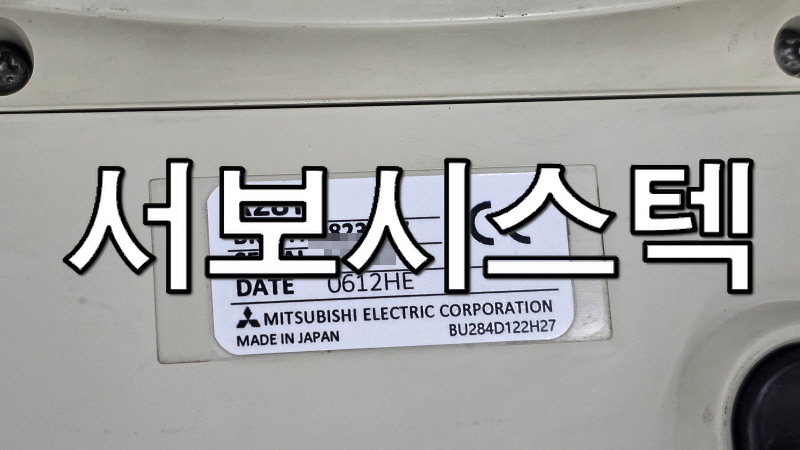 서보시스텍
DATE 0612HE
MITSUBISHI ELECTRIC CORPORATION
MADE IN JAPAN BU284D122H27